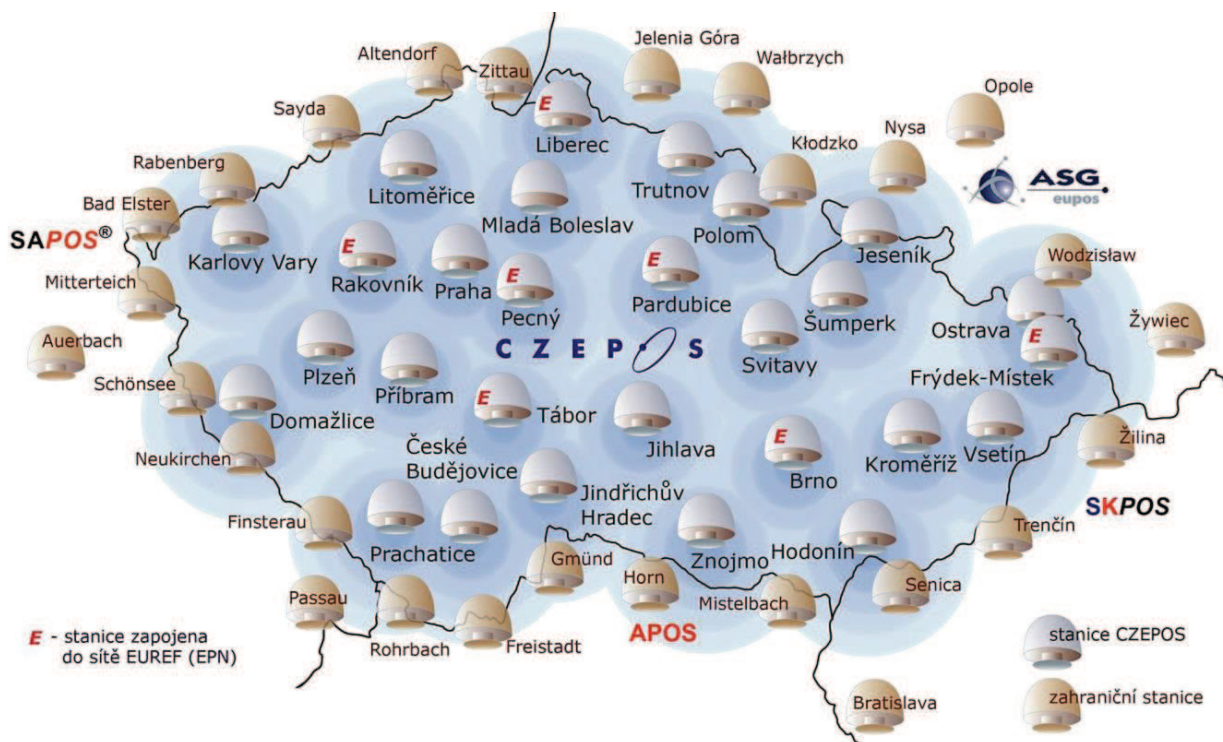 Altendorf
Zittau
Jelenia Góra
Wałbrzych
Opole
Sayda
E
Liberec
Kłodzko
Nysa
Rabenberg
Litoměřice
Trutnov
ASG
eupos
Bad Elster
Mladá Boleslav
Polom
SAPOS®
Karlovy Vary
E
Rakovník
Praha
E
Pecný
E
Pardubice
Jeseník
Wodzisław
Mitterteich
Šumperk
Ostrava
Żywiec
Auerbach
CZEPOS
Svitavy
E
Frýdek-Místek
Schönsee
Plzeň
Příbram
Domažlice
E
Tábor
Jihlava
E
Brno
Kroměříž
Vsetín
Žilina
Neukirchen
České
Budějovice
Jindřichův
Hradec
SKPOS
Finsterau
Prachatice
Znojmo
Hodonín
Trenčín
Gmünd
Horn
Mistelbach
Senica
Passau
APOS
Rohrbach
Freistadt
E - stanice zapojena
do sítě EUREF (EPN)
stanice CZEPOS
Bratislava
zahraniční stanice